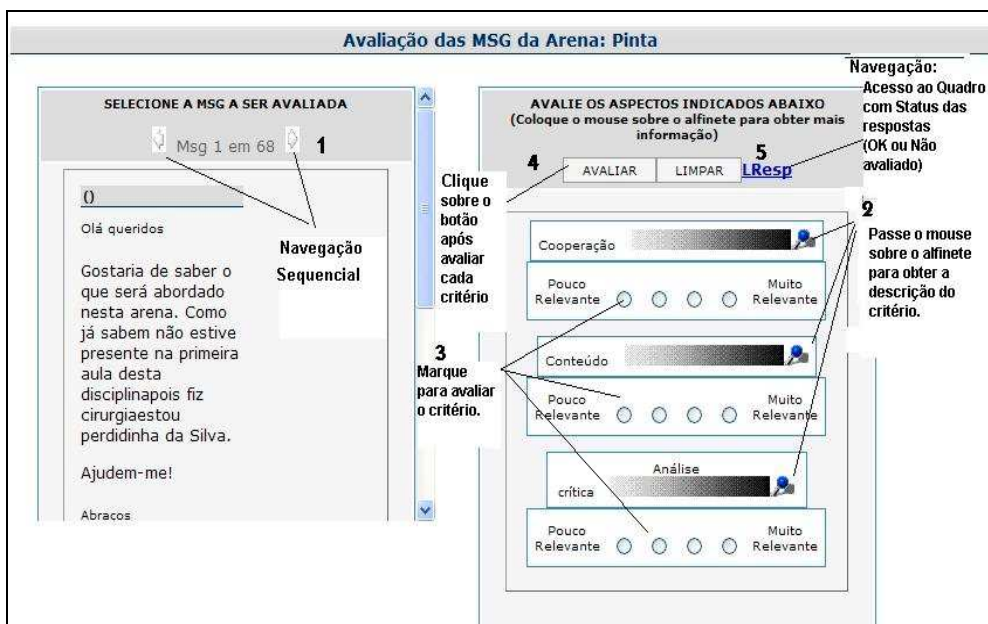 Avaliação das MSG da Arena: Pinta
SELECIONE A MSG A SER AVALIADA
Msg 1 em 68
1
()
Olá queridos
Gostaria de saber o
que será abordado
nesta arena. Como
já sabem não estive
presente na primeira
aula desta
disciplinapois fiz
cirurgiaestou
perdidinha da Silva.
Ajudem-me!
Abracos
Navegação
Sequencial
AVALIE OS ASPECTOS INDICADOS ABAIXO
(Coloque o mouse sobre o alfinete para obter mais
informação)
4
AVALIAR
LIMPAR
5
LResp
Clique
sobre o
botão
após
avaliar
cada
critério
3
Marque
para avaliar
o critério.
Cooperação
Pouco
Relevante
Muito
Relevante
Conteúdo
Pouco
Relevante
Muito
Relevante
Análise
crítica
Pouco
Relevante
Muito
Relevante
Navegação:
Acesso ao Quadro
com Status das
respostas
(OK ou Não
avaliado)
2
Passe o mouse
sobre o alfinete
para obter a
descrição do
critério.